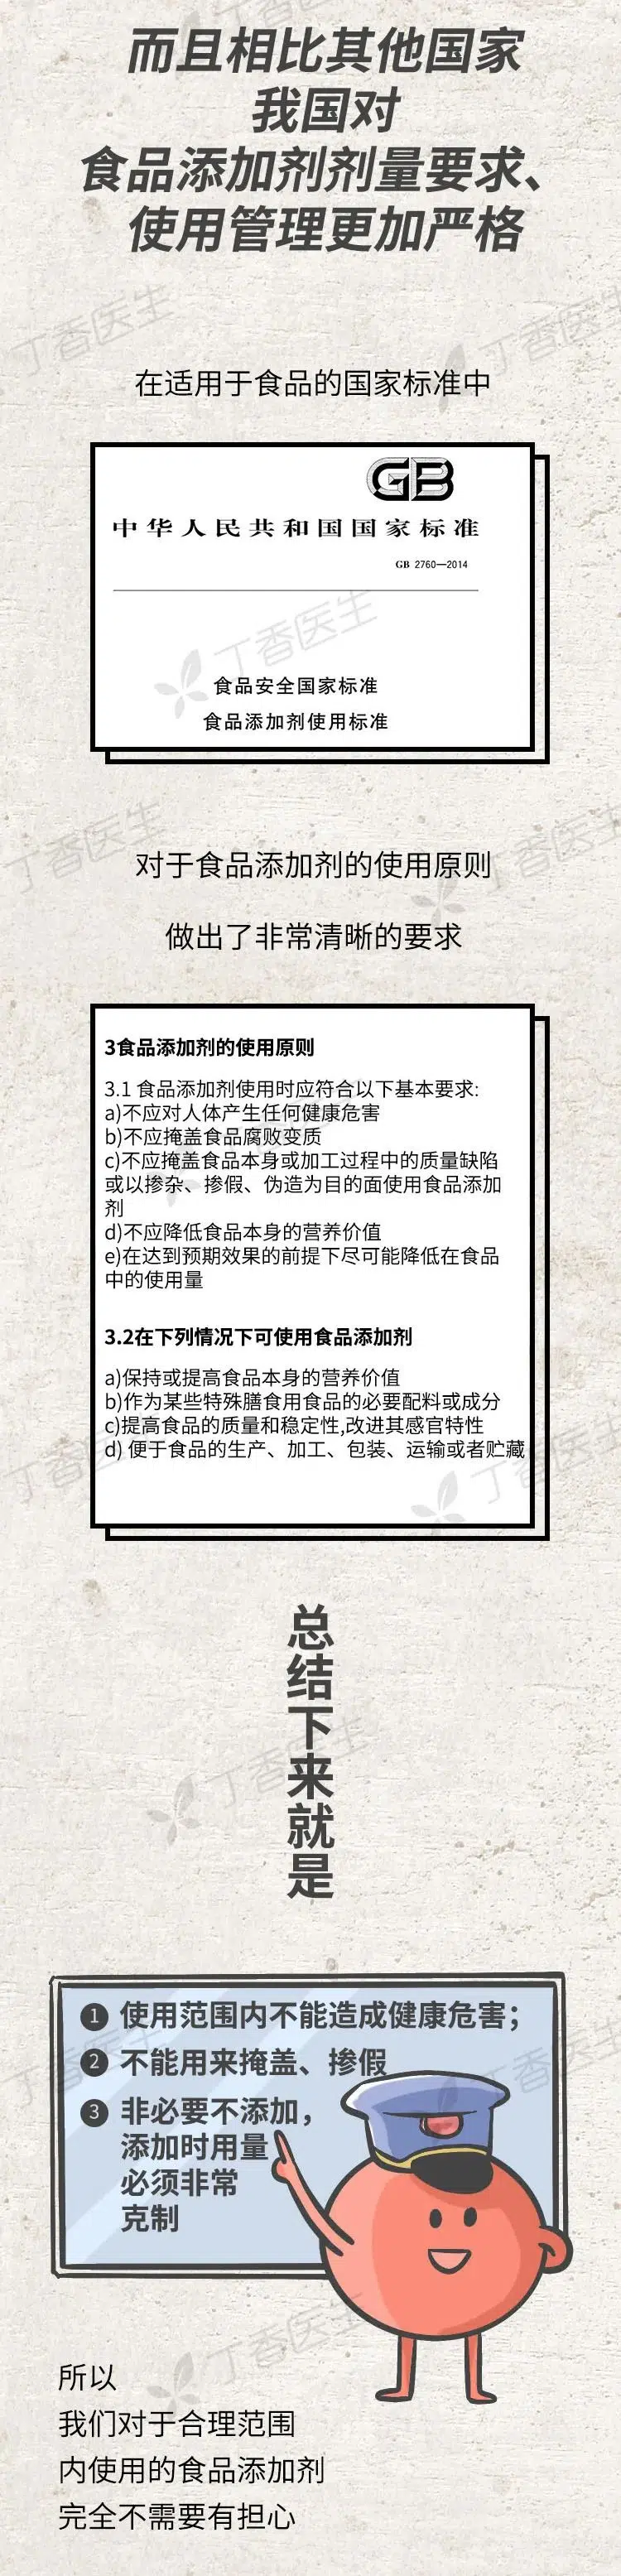 而且相比其他国家
我国对
食品添加剂剂量要求、
使用管理更加严格
在适用于食品的国家标准中
GB
中华人民共和国国家标准
GB 2760—2014
丁香医生
食品安全国家标准
食品添加剂使用标准
对于食品添加剂的使用原则
做出了非常清晰的要求
3食品添加剂的使用原则
3.1 食品添加剂使用时应符合以下基本要求:
a)不应对人体产生任何健康危害
b)不应掩盖食品腐败变质
c)不应掩盖食品本身或加工过程中的质量缺陷
或以掺杂、掺假、伪造为目的面使用食品添加
剂
d)不应降低食品本身的营养价值
e)在达到预期效果的前提下尽可能降低在食品
中的使用量
3.2在下列情况下可使用食品添加剂
a)保持或提高食品本身的营养价值
b)作为某些特殊膳食用食品的必要配料或成分
c)提高食品的质量和稳定性,改进其感官特性
d) 便于食品的生产、加工、包装、运输或者贮藏
总结下来就是
1 使用范围内不能造成健康危害；
2 不能用来掩盖、掺假
3 非必要不添加，
添加时用量
必须非常
克制
所以
我们对于合理范围
内使用的食品添加剂
完全不需要有担心